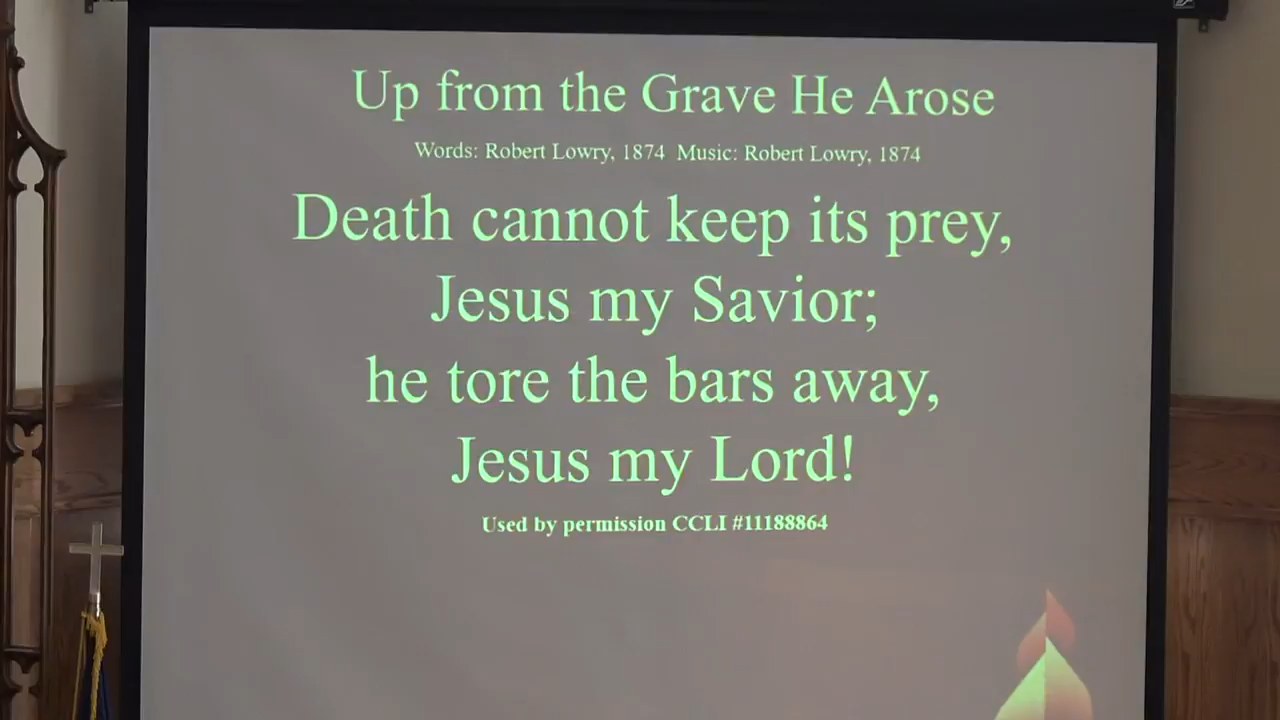 Up from the Grave He Arose
Words: Robert Lowry, 1874 Music: Robert Lowry, 1874
Death cannot keep its prey,
Jesus my Savior;
he tore the bars away,
Jesus my Lord!
Used by permission CCLI #11188864